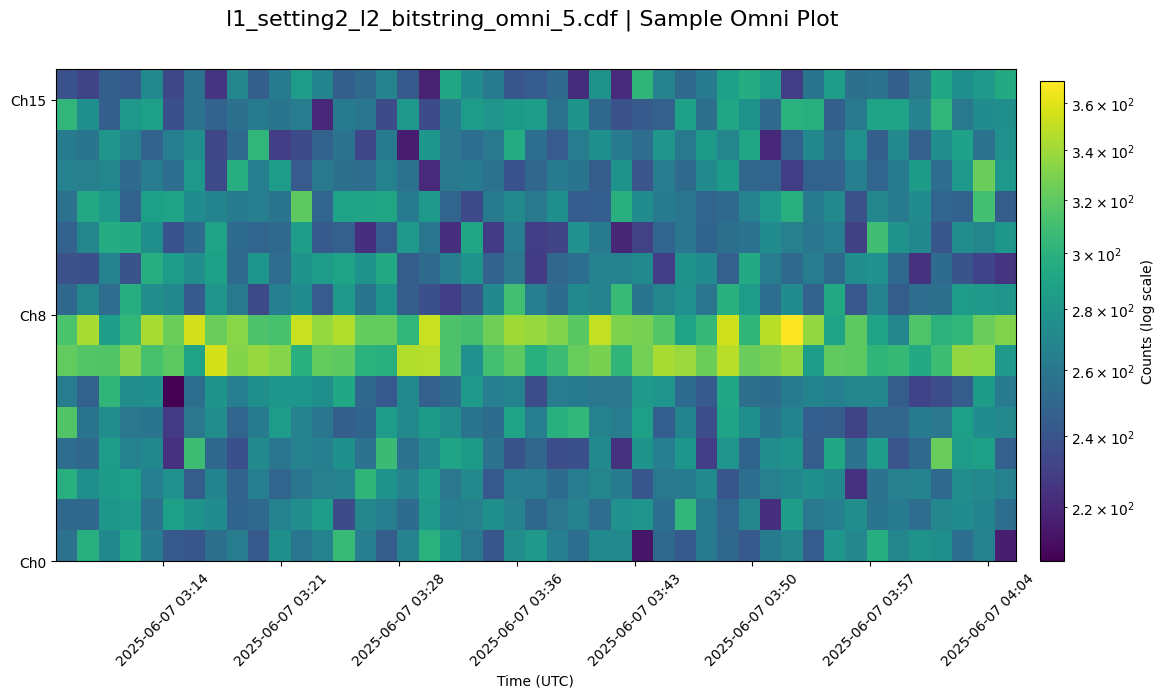 l1_setting2_l2_bitstring_omni_5.cdf | Sample Omni Plot
Ch15
Ch8
Ch0
2025-06-07 03:14
2025-06-07 03:21
2025-06-07 03:28
2025-06-07 03:36
2025-06-07 03:43
2025-06-07 03:50
2025-06-07 03:57
2025-06-07 04:04
Time (UTC)
3.6 × 10²
3.4 × 10²
3.2 × 10²
3 × 10²
2.8 × 10²
2.6 × 10²
2.4 × 10²
2.2 × 10²
Counts (log scale)